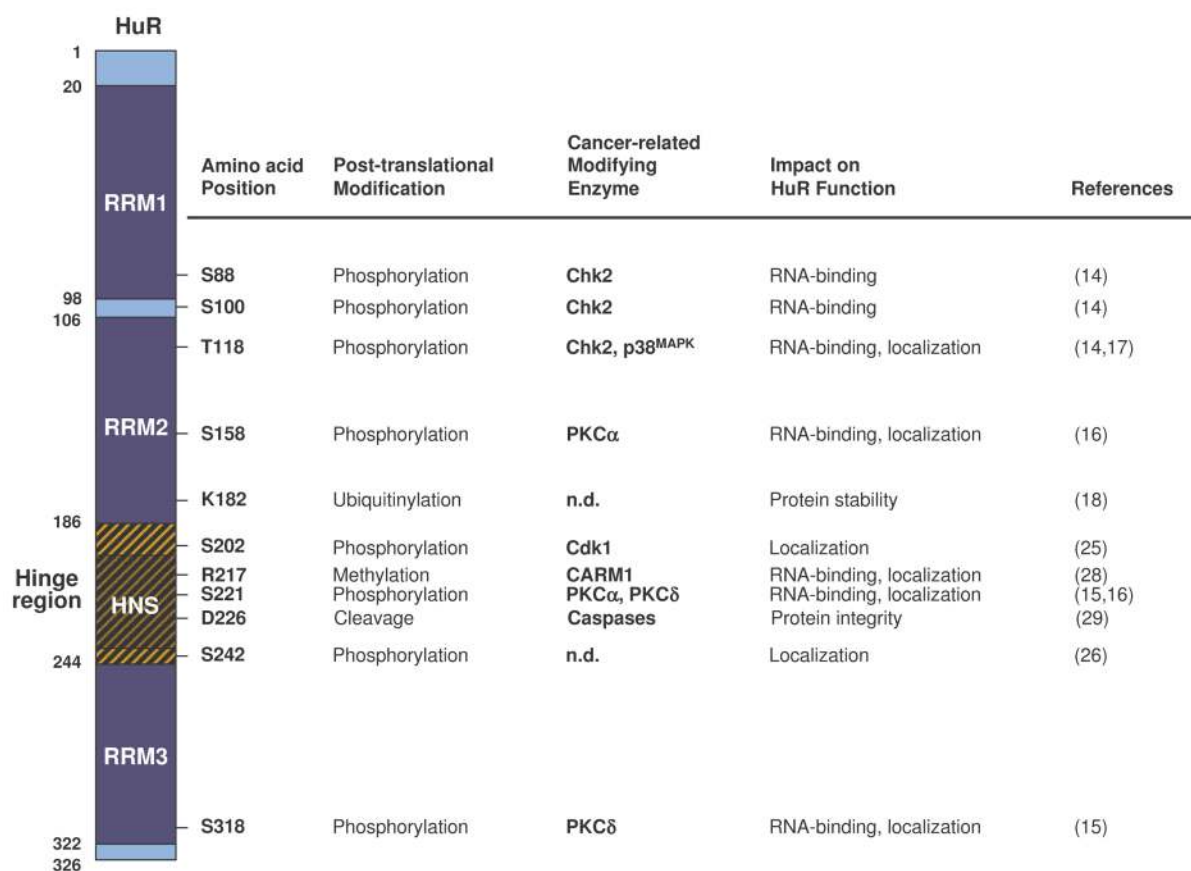 HuR
1
20
RRM1
98
106
RRM2
186
Hinge
region
HNS
244
RRM3
322
326
Amino acid
Position
Post-translational
Modification
Cancer-related
Modifying
Enzyme
Impact on
HuR Function
References
S88 Phosphorylation Chk2 RNA-binding (14)
S100 Phosphorylation Chk2 RNA-binding (14)
T118 Phosphorylation Chk2, p38MAPK RNA-binding, localization (14,17)
S158 Phosphorylation PKCα RNA-binding, localization (16)
K182 Ubiquitinylation n.d. Protein stability (18)
S202 Phosphorylation Cdk1 Localization (25)
R217 Methylation CARM1 RNA-binding, localization (28)
S221 Phosphorylation PKCα, PKCδ RNA-binding, localization (15,16)
D226 Cleavage Caspases Protein integrity (29)
S242 Phosphorylation n.d. Localization (26)
S318 Phosphorylation PKCδ RNA-binding, localization (15)